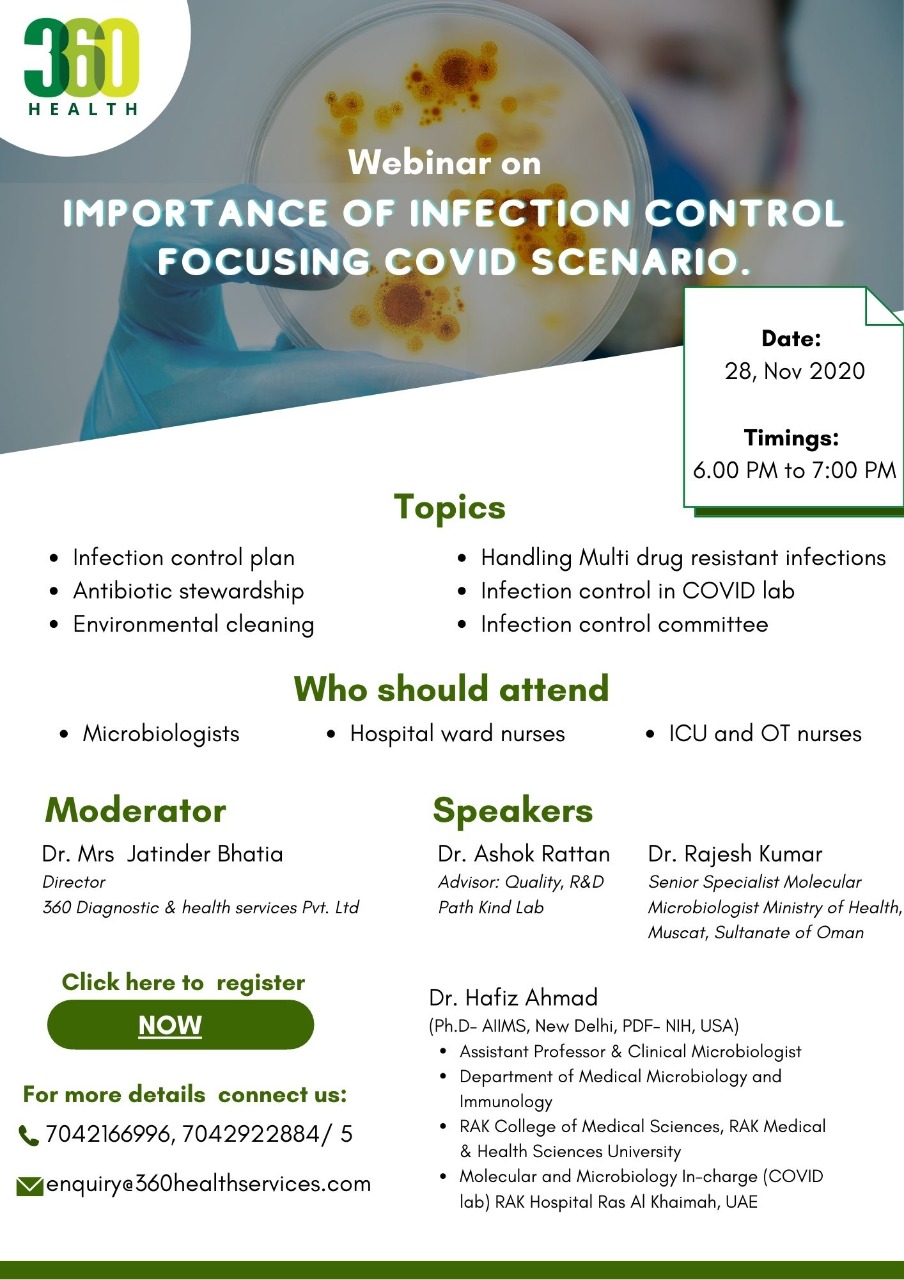 360
HEALTH
Webinar on
IMPORTANCE OF INFECTION CONTROL
FOCUSING COVID SCENARIO.
Date:
28, Nov 2020
Timings:
6.00 PM to 7:00 PM
Topics
• Infection control plan
• Antibiotic stewardship
• Environmental cleaning
• Handling Multi drug resistant infections
• Infection control in COVID lab
• Infection control committee
Who should attend
• Microbiologists
• Hospital ward nurses
• ICU and OT nurses
Moderator
Dr. Mrs Jatinder Bhatia
Director
360 Diagnostic & health services Pvt. Ltd
Speakers
Dr. Ashok Rattan
Advisor: Quality, R&D
Path Kind Lab
Dr. Rajesh Kumar
Senior Specialist Molecular
Microbiologist Ministry of Health,
Muscat, Sultanate of Oman
Dr. Hafiz Ahmad
(Ph.D- AIIMS, New Delhi, PDF- NIH, USA)
• Assistant Professor & Clinical Microbiologist
• Department of Medical Microbiology and
Immunology
• RAK College of Medical Sciences, RAK Medical
& Health Sciences University
• Molecular and Microbiology In-charge (COVID
lab) RAK Hospital Ras Al Khaimah, UAE
Click here to register
NOW
For more details connect us:
7042166996, 7042922884/ 5
enquiry@360healthservices.com